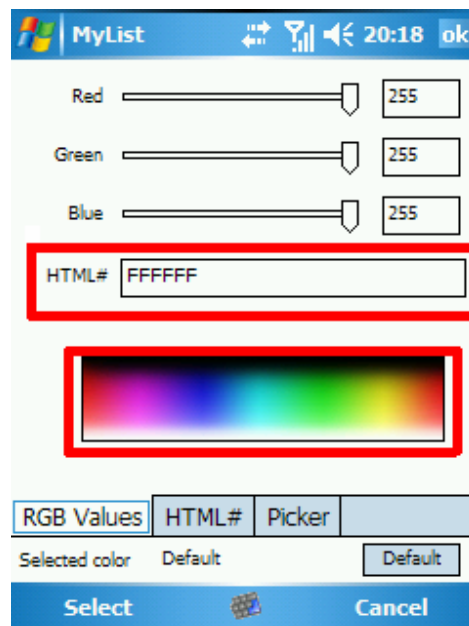 MyList 20:18 ok
Red 255
Green 255
Blue 255
HTML# FFFFFF
RGB Values HTML# Picker
Selected color Default Default
Select Cancel